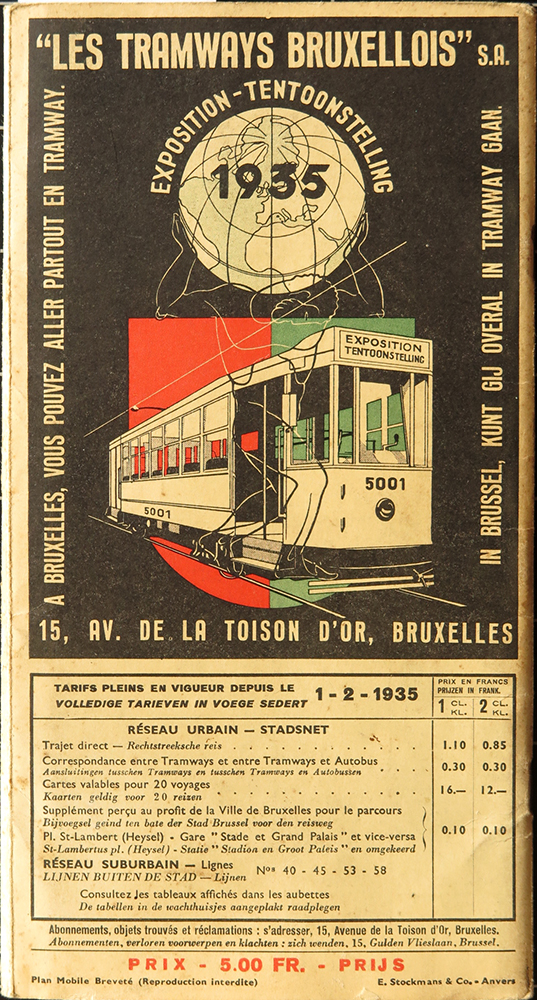 "LES TRAMWAYS BRUXELLOIS" S.A.
EXPOSITION-TENTOONSTELLING
1935
A BRUXELLES, VOUS POUVEZ ALLER PARTOUT EN TRAMWAY.
IN BRUSSEL, KUNT GIJ OVERAL IN TRAMWAY GAAN.
EXPOSITION
TENTOONSTELLING
5001
5001
15, AV. DE LA TOISON D'OR, BRUXELLES
TARIFS PLEINS EN VIGUEUR DEPUIS LE
VOLLEDIGE TARIEVEN IN VOEGE SEDERT
1-2-1935
PRIX EN FRANCS
PRIJZEN IN FRANK.
1 CL. KL. 2 CL. KL.
RÉSEAU URBAIN — STADSNET
Trajet direct — Rechtstreeksche reis 1.10 0.85
Correspondance entre Tramways et entre Tramways et Autobus 0.30 0.30
Aansluitingen tusschen Tramways en tusschen Tramways en Autobussen
Cartes valables pour 20 voyages 16.— 12.—
Kaarten geldig voor 20 reizen
Supplément perçu au profit de la Ville de Bruxelles pour le parcours
Bijvoegsel geind ten bate der Stad Brussel voor den reisweg
Pl. St-Lambert (Heysel) - Gare "Stade et Grand Palais" et vice-versa 0.10 0.10
St-Lambertus pl. (Heysel) - Statie "Stadion en Groot Paleis" en omgekeerd
RÉSEAU SUBURBAIN — Lignes
LIJNEN BUITEN DE STAD — Lijnen
Nos 40 - 45 - 53 - 58
Consultez les tableaux affichés dans les aubettes
De tabellen in de wachthuisjes aangeplakt raadplegen
Abonnements, objets trouvés et réclamations : s'adresser, 15, Avenue de la Toison d'Or, Bruxelles.
Abonnementen, verloren voorwerpen en klachten : zich wenden, 15, Gulden Vlieslaan, Brussel.
PRIX - 5.00 FR. - PRIJS
Plan Mobile Breveté (Reproduction interdite)
E. Stockmans & Co. - Anvers